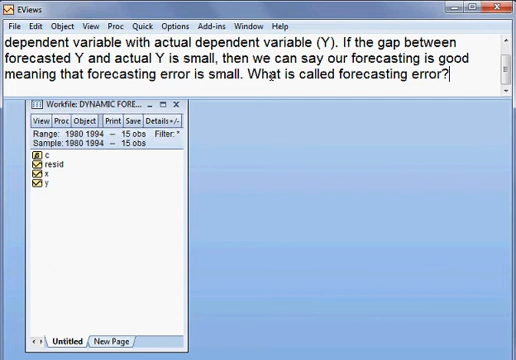 EViews
File Edit Object View Proc Quick Options Add-ins Window Help
dependent variable with actual dependent variable (Y). If the gap between
forecasted Y and actual Y is small, then we can say our forecasting is good
meaning that forecasting error is small. What is called forecasting error?
Workfile: DYNAMIC FORE...
View Proc Object Print Save Details+/-
Range: 1980 1994 -- 15 obs Filter: *
Sample: 1980 1994 -- 15 obs
c
resid
x
y
Untitled New Page